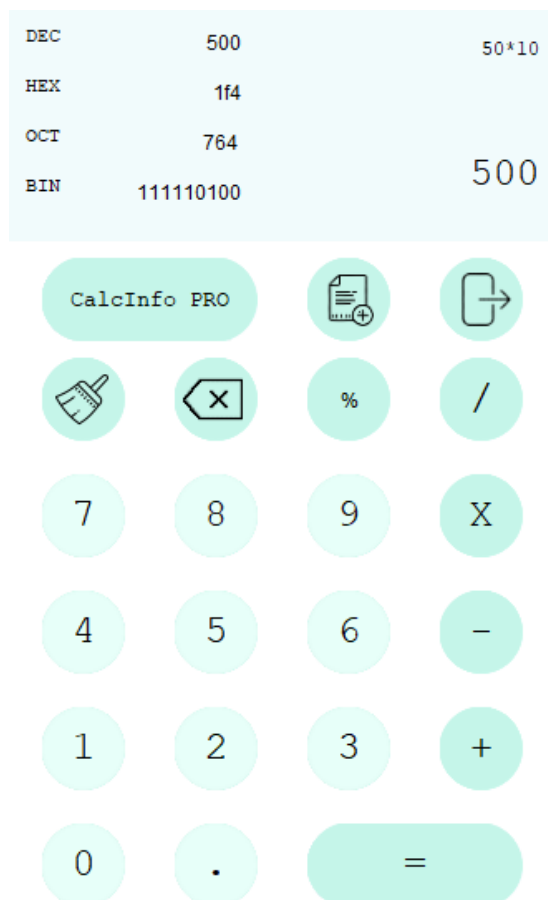 DEC 500 50*10
HEX 1f4
OCT 764
BIN 111110100 500
CalcInfo PRO
% /
7 8 9 X
4 5 6 -
1 2 3 +
0 . =